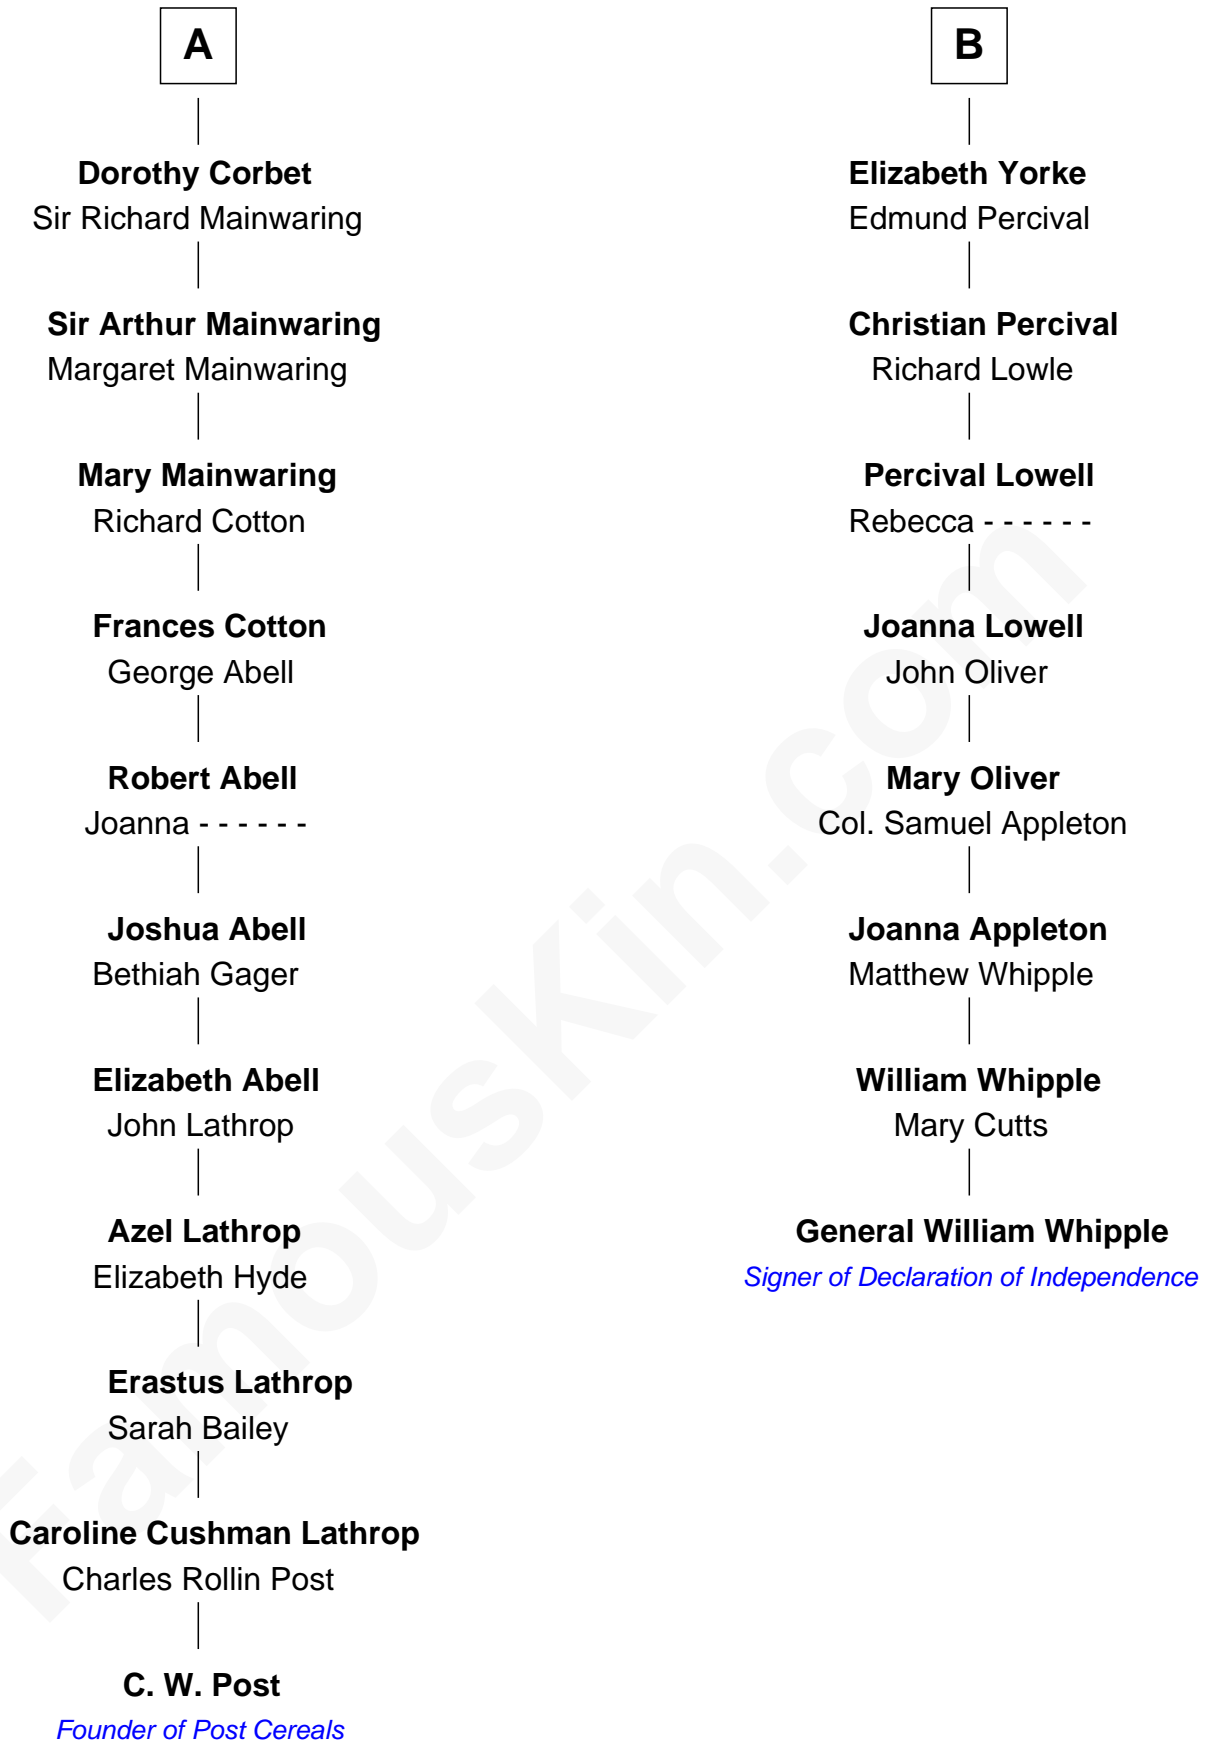 A
Dorothy Corbet
Sir Richard Mainwaring
Sir Arthur Mainwaring
Margaret Mainwaring
Mary Mainwaring
Richard Cotton
Frances Cotton
George Abell
Robert Abell
Joanna - - - - - -
Joshua Abell
Bethiah Gager
Elizabeth Abell
John Lathrop
Azel Lathrop
Elizabeth Hyde
Erastus Lathrop
Sarah Bailey
Caroline Cushman Lathrop
Charles Rollin Post
C. W. Post
Founder of Post Cereals
B
Elizabeth Yorke
Edmund Percival
Christian Percival
Richard Lowle
Percival Lowell
Rebecca - - - - - -
Joanna Lowell
John Oliver
Mary Oliver
Col. Samuel Appleton
Joanna Appleton
Matthew Whipple
William Whipple
Mary Cutts
General William Whipple
Signer of Declaration of Independence
FamousKin.com